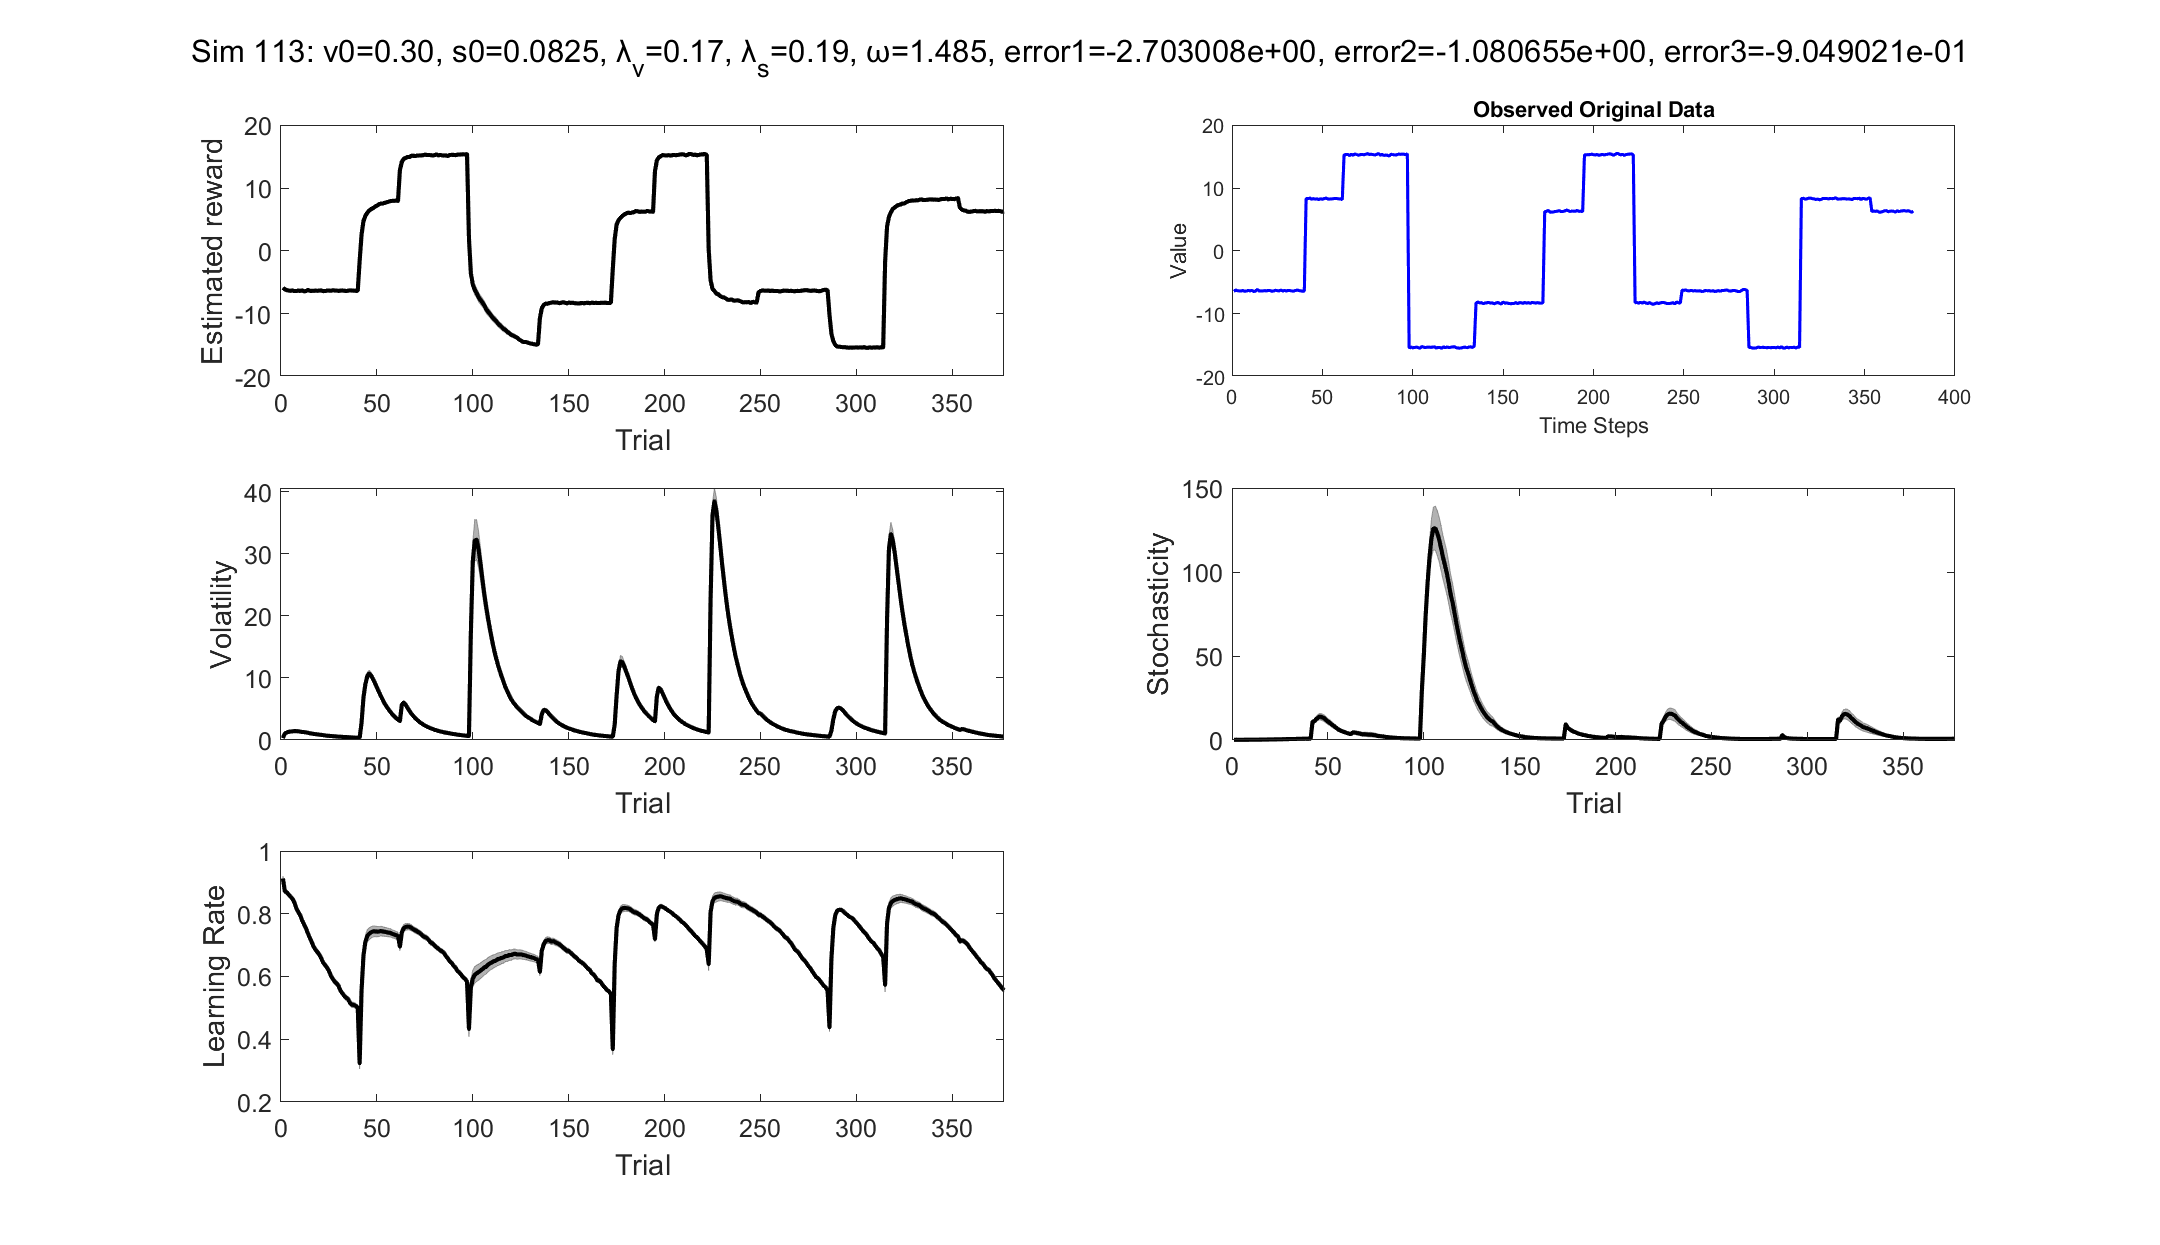 Sim 113: v0=0.30, s0=0.0825, λv=0.17, λs=0.19, ω=1.485, error1=-2.703008e+00, error2=-1.080655e+00, error3=-9.049021e-01
Estimated reward
20
10
0
-10
-20
0 50 100 150 200 250 300 350
Trial
Observed Original Data
Value
20
10
0
-10
-20
0 50 100 150 200 250 300 350 400
Time Steps
Volatility
40
30
20
10
0
0 50 100 150 200 250 300 350
Trial
Stochasticity
150
100
50
0
0 50 100 150 200 250 300 350
Trial
Learning Rate
1
0.8
0.6
0.4
0.2
0 50 100 150 200 250 300 350
Trial